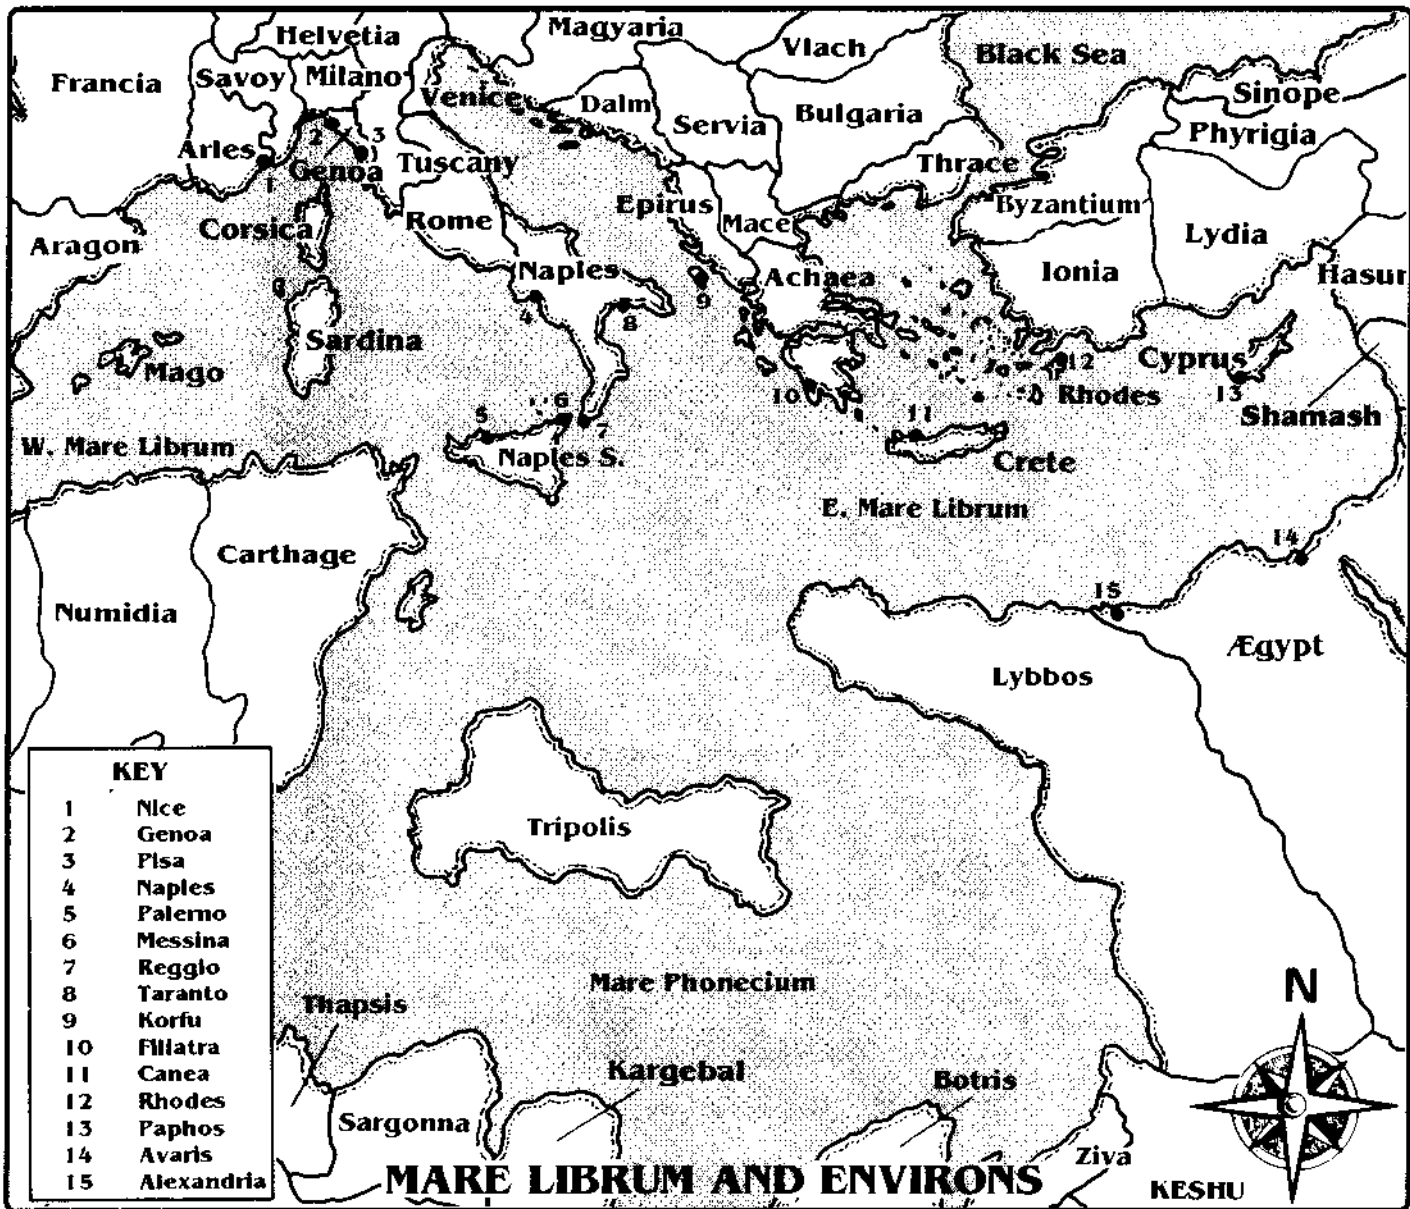 Helvetia
Magyaria
Vlach
Black Sea
Francia
Savoy
Milano
Venice
Dalm
Servia
Bulgaria
Sinope
Phyrigia
Arles
2
3
1
Genoa
Tuscany
Thrace
Epirus
Mace
Byzantium
Lydia
Aragon
Corsica
Rome
Naples
4
8
9
Achaea
Ionia
Hasur
Mago
Sardina
10
12
Rhodes
Cyprus
13
Shamash
W. Mare Librum
5
6
7
Naples S.
11
Crete
E. Mare Librum
14
15
Carthage
Numidia
Lybbos
Ægypt
KEY
1 Nice
2 Genoa
3 Pisa
4 Naples
5 Palerno
6 Messina
7 Reggio
8 Taranto
9 Korfu
10 Filiatra
11 Canea
12 Rhodes
13 Paphos
14 Avaris
15 Alexandria
Tripolis
Mare Phonecium
Thapsis
Kargebal
Botris
Sargonna
Ziva
KESHU
N
MARE LIBRUM AND ENVIRONS